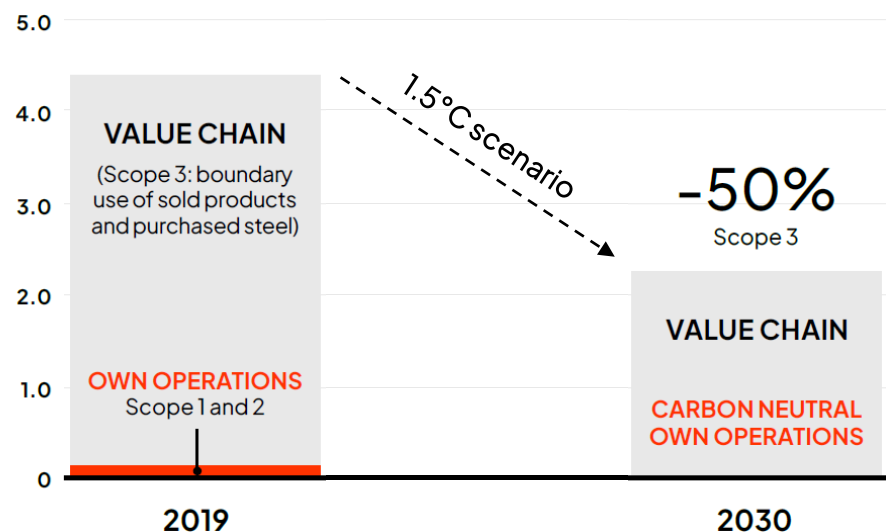 5.0
4.0
3.0
2.0
1.0
0
VALUE CHAIN
(Scope 3: boundary
use of sold products
and purchased steel)
OWN OPERATIONS
Scope 1 and 2
1.5°C scenario
-50%
Scope 3
VALUE CHAIN
CARBON NEUTRAL
OWN OPERATIONS
2019
2030